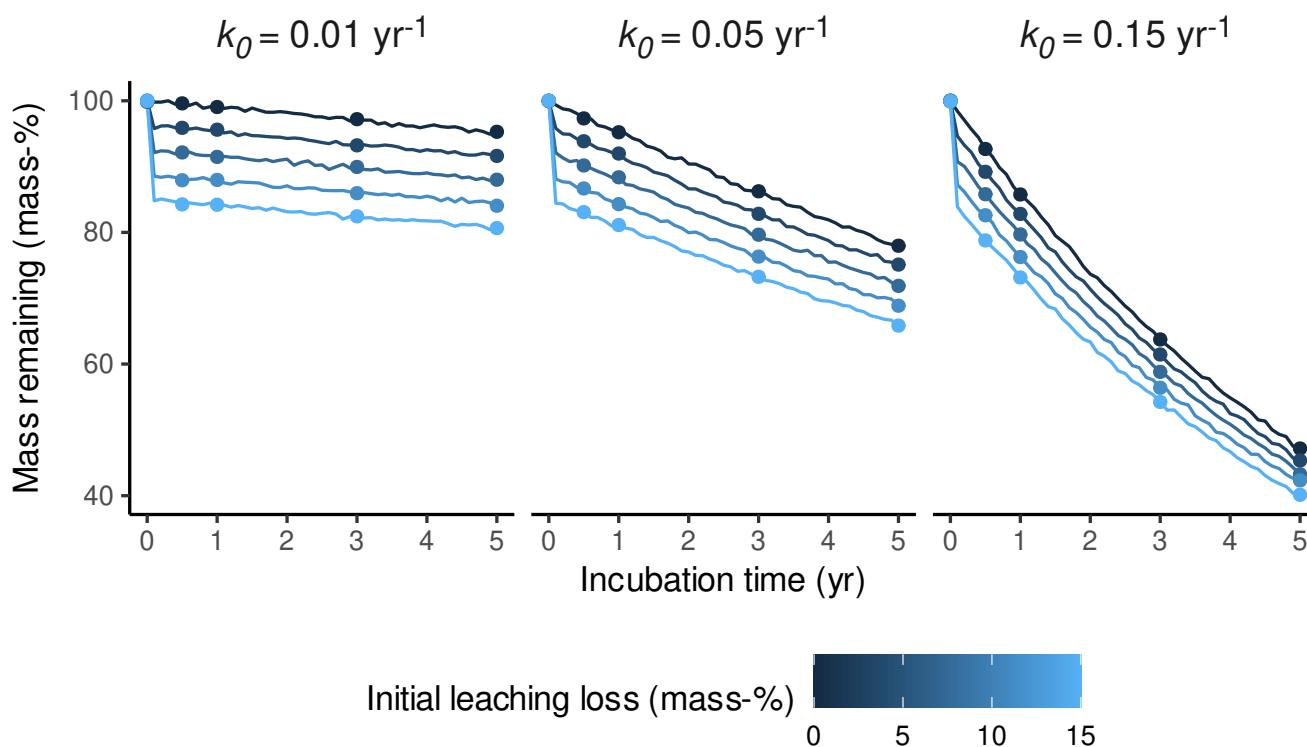 k0 = 0.01 yr-1 k0 = 0.05 yr-1 k0 = 0.15 yr-1
Mass remaining (mass-%)
100
80
60
40
0 1 2 3 4 5 0 1 2 3 4 5 0 1 2 3 4 5
Incubation time (yr)
Initial leaching loss (mass-%)
0 5 10 15